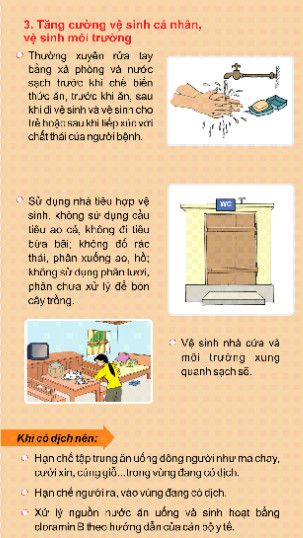 3. Tăng cường vệ sinh cá nhân,
vệ sinh môi trường
Thường xuyên rửa tay
bằng xà phòng và nước
sạch trước khi chế biến
thức ăn, trước khi ăn, sau
khi đi vệ sinh và vệ sinh cho
trẻ hoặc sau khi tiếp xúc với
chất thải của người bệnh.
Sử dụng nhà tiêu hợp vệ
sinh, không sử dụng cầu
tiêu ao cá, không đi tiêu
bừa bãi; không đổ rác
thải, phân xuống ao, hồ;
không sử dụng phân tươi,
phân chưa xử lý để bón
cây trồng.
WC
Vệ sinh nhà cửa và
môi trường xung
quanh sạch sẽ.
Khi có dịch nên:
Hạn chế tập trung ăn uống đông người như ma chay,
cưới xin, cúng giỗ...trong vùng đang có dịch.
Hạn chế người ra, vào vùng đang có dịch.
Xử lý nguồn nước ăn uống và sinh hoạt bằng
cloramin B theo hướng dẫn của cán bộ y tế.